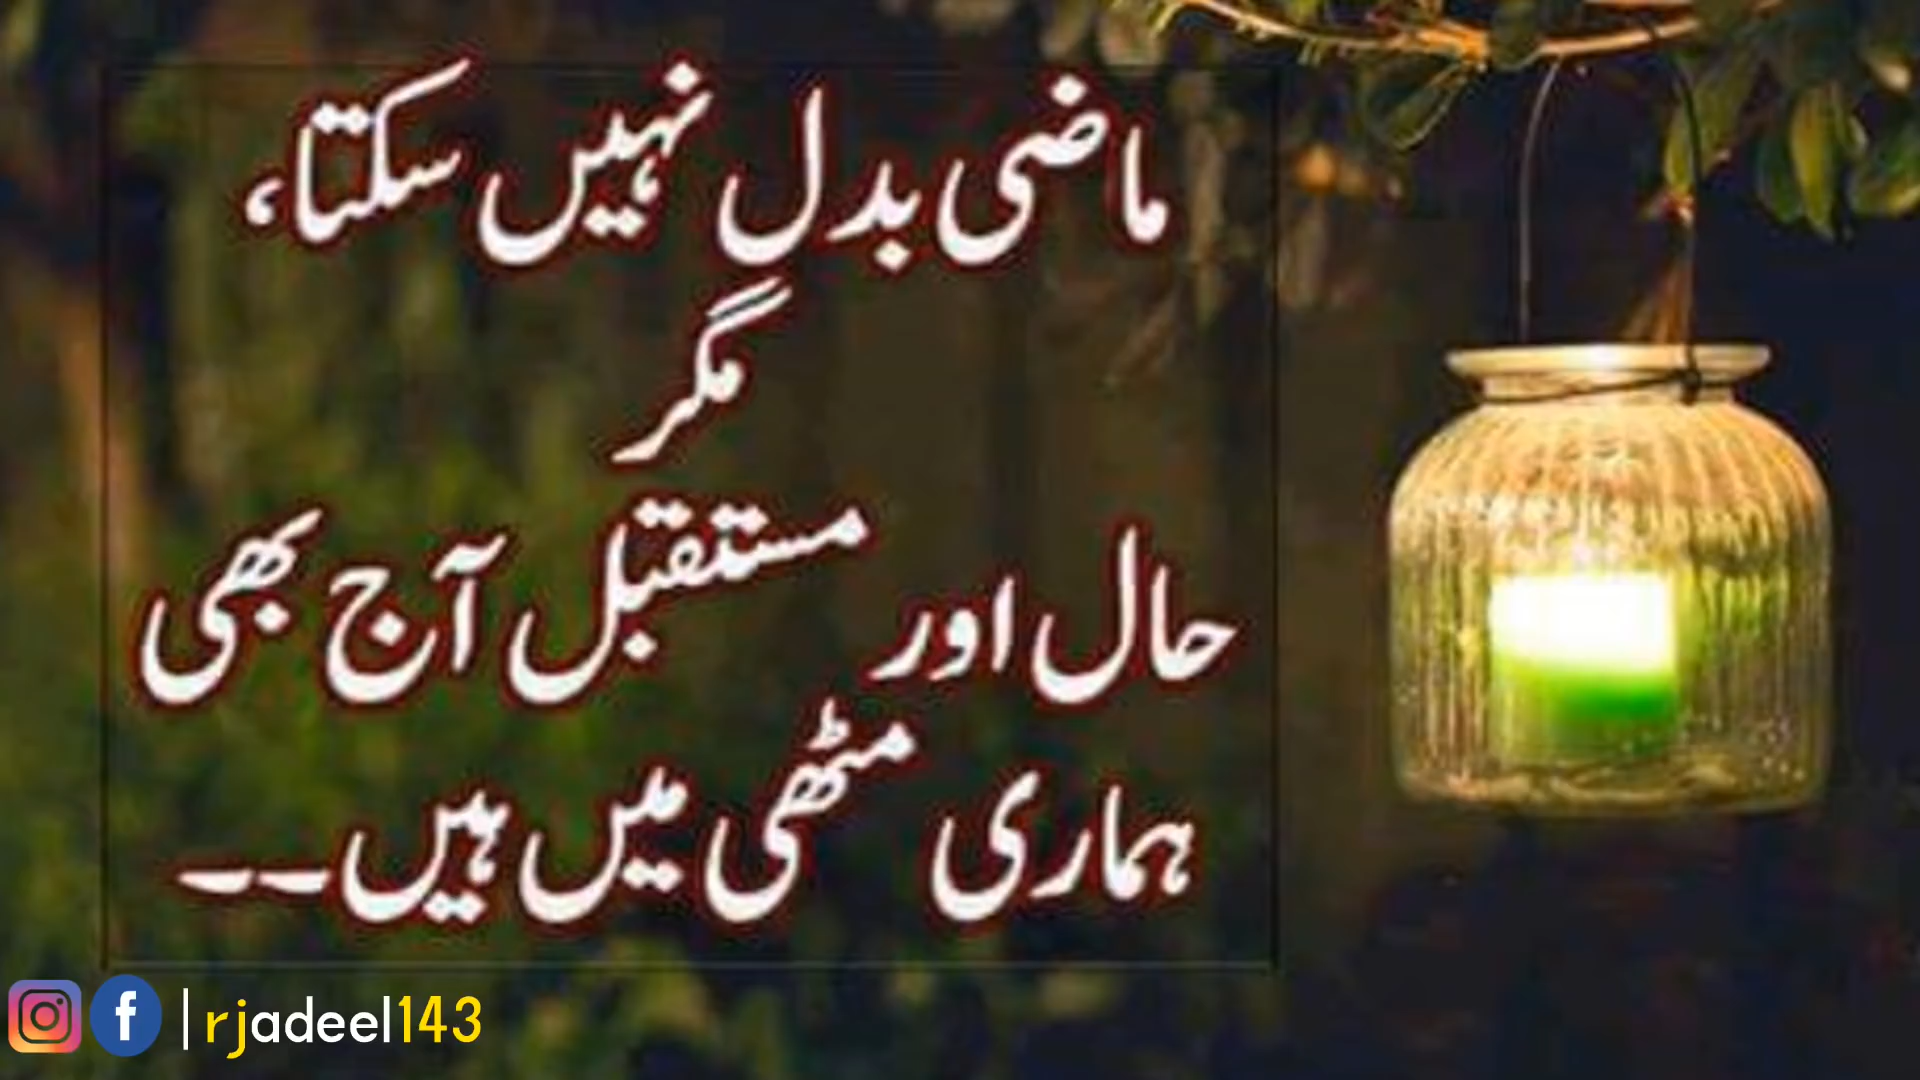 ماضی بدل نہیں سکتا،
مگر
حال اور مستقبل آج بھی
ہماری مٹھی میں ہیں۔۔
f | rjadeel143